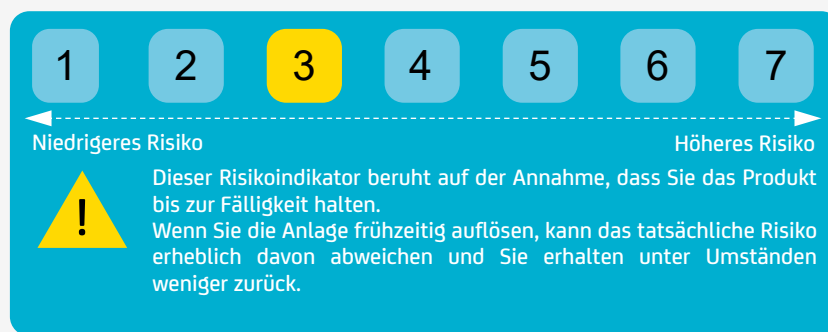 1 2 3 4 5 6 7
Niedrigeres Risiko Höheres Risiko
!
Dieser Risikoindikator beruht auf der Annahme, dass Sie das Produkt
bis zur Fälligkeit halten.
Wenn Sie die Anlage frühzeitig auflösen, kann das tatsächliche Risiko
erheblich davon abweichen und Sie erhalten unter Umständen
weniger zurück.